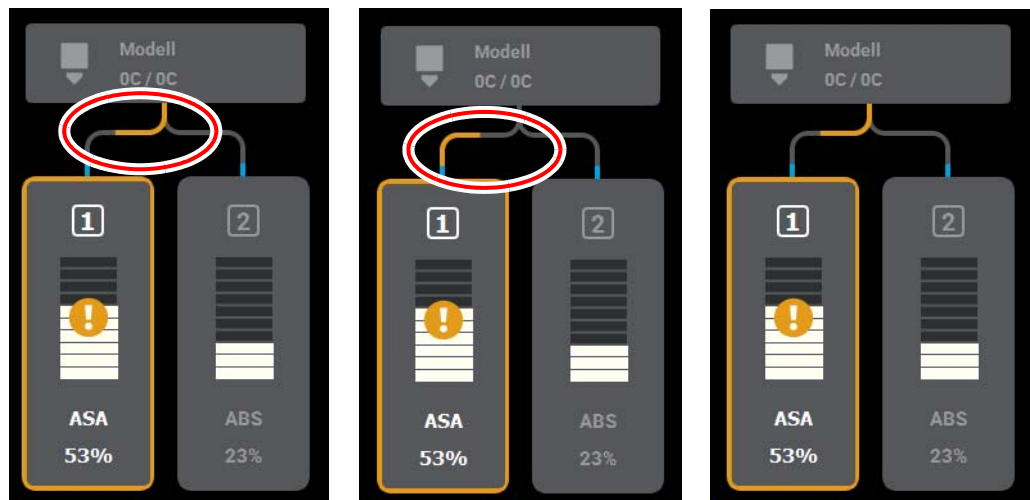 Modell
0C / 0C
1
2
!
ASA
ABS
53%
23%
Modell
0C / 0C
1
2
!
ASA
ABS
53%
23%
Modell
0C / 0C
1
2
!
ASA
ABS
53%
23%